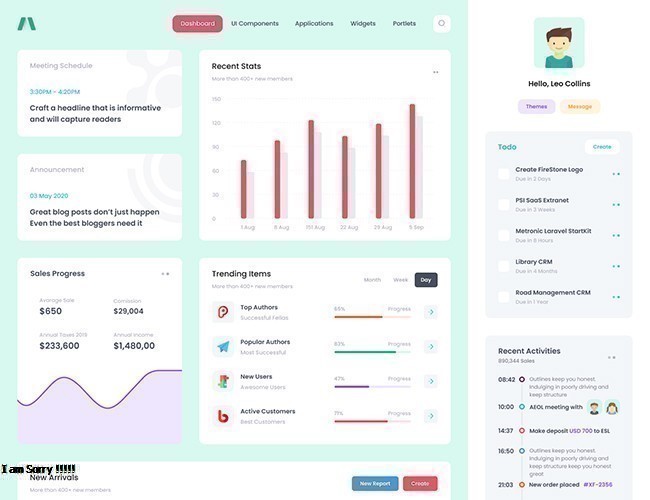 Dashboard
UI Components
Applications
Widgets
Portlets
Meeting Schedule
3:30PM - 4:20PM
Craft a headline that is informative
and will capture readers
Announcement
03 May 2020
Great blog posts don't just happen
Even the best bloggers need it
Recent Stats
More than 400+ new members
150
120
90
60
30
0
1 Aug
8 Aug
22 Aug
29 Aug
5 Sep
Sales Progress
Average Sale
$650
Comission
$29,004
Annual Taxes 2019
$233,600
Annual Income
$1,480,00
Trending Items
More than 400+ new members
Month
Week
Day
Top Authors
Successful Fellas
65%
Progress
Popular Authors
Most Successful
83%
Progress
New Users
Awesome Users
47%
Progress
Active Customers
Best Customers
71%
Progress
I am Sorry !!!!!
New Arrivals
More than 400+ new members
New Report
Create
Hello, Leo Collins
Themes
Message
Todo
Create
Create FireStone Logo
Due in 2 Days
PSI SaaS Extranet
Due in 3 Weeks
Metronic Laravel StartKit
Due in 8 Hours
Library CRM
Due in 4 Months
Road Management CRM
Due in 1 Year
Recent Activities
890,344 Sales
08:42
Outlines keep you honest.
Indulging in poorly driving and
keep structure
10:00
AEOL meeting with
14:37
Make deposit USD 700 to ESL
16:50
Outlines keep you honest.
Indulging in poorly driving and
keep structure keep you honest
great
21:03
New order placed #XF-2356